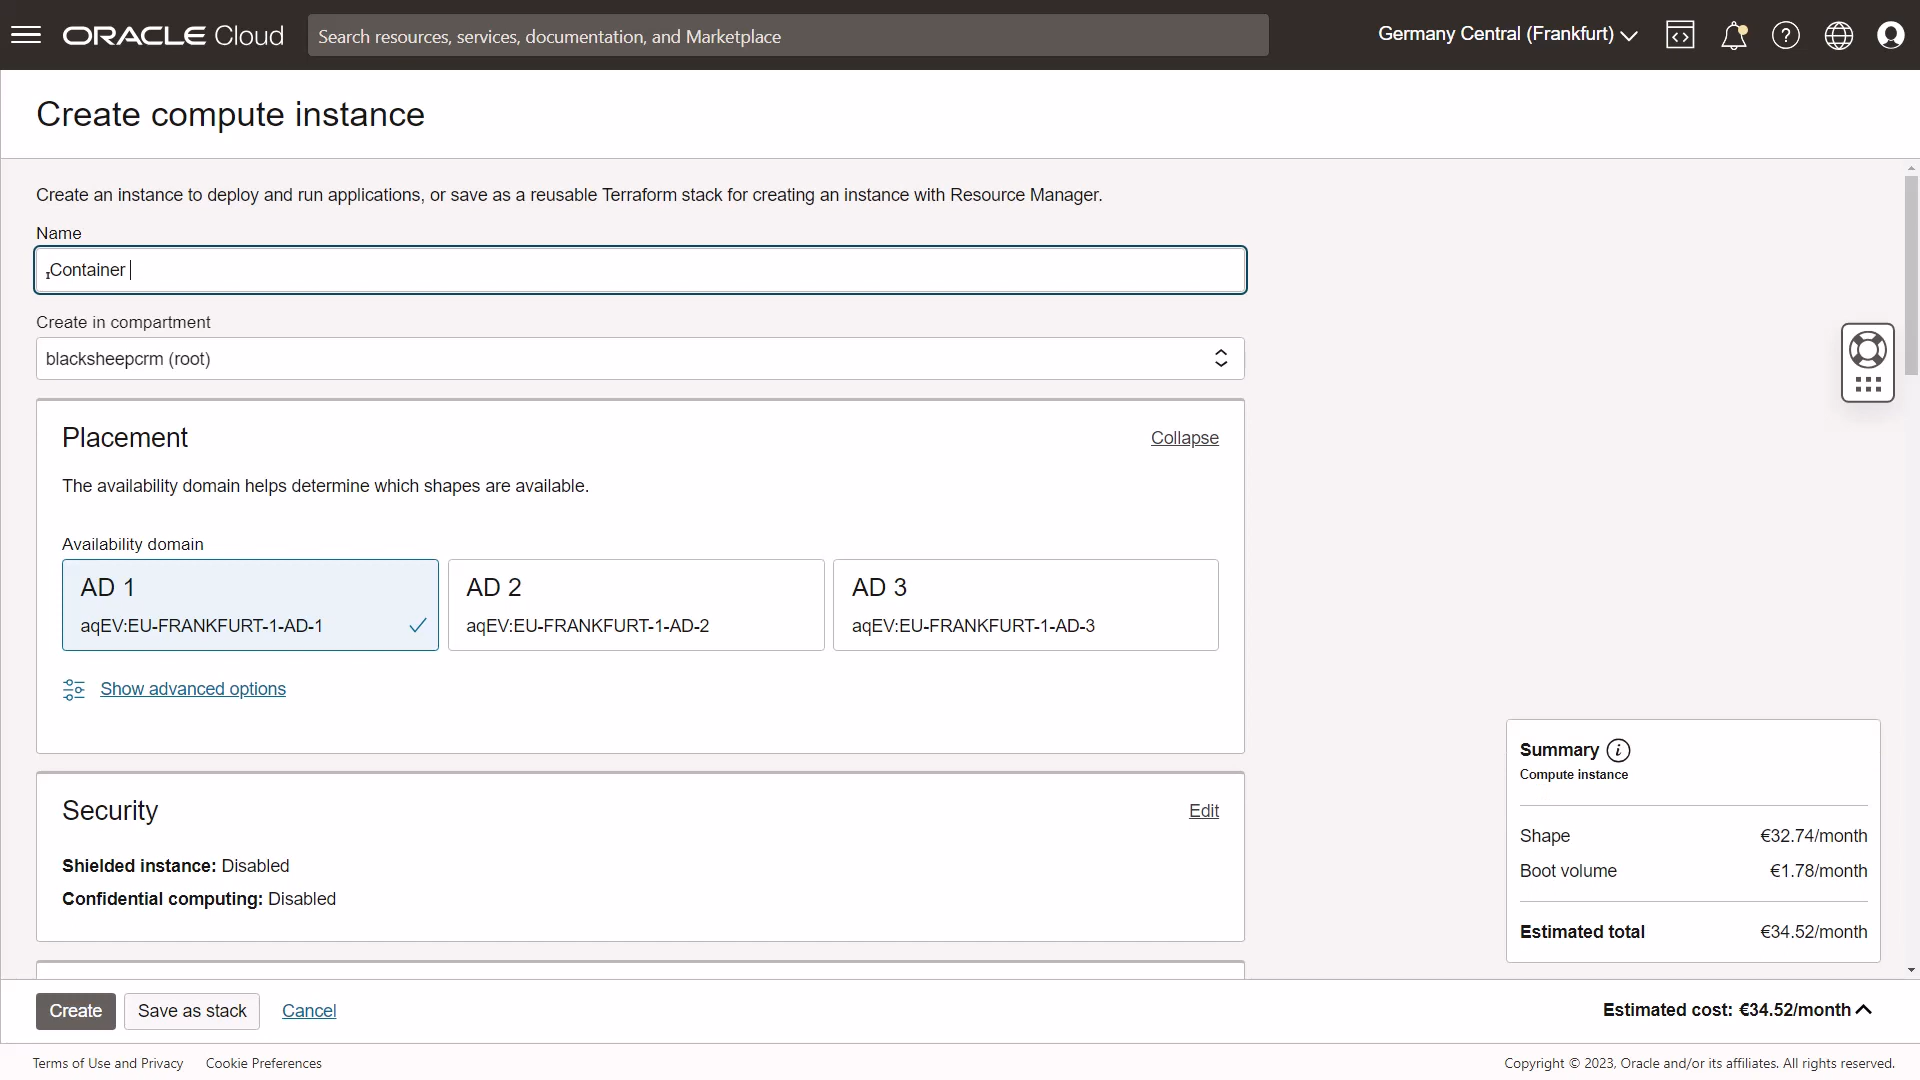 ORACLE Cloud
Search resources, services, documentation, and Marketplace
Germany Central (Frankfurt)
Create compute instance
Create an instance to deploy and run applications, or save as a reusable Terraform stack for creating an instance with Resource Manager.
Name
Container
Create in compartment
blacksheepcrm (root)
Placement
Collapse
The availability domain helps determine which shapes are available.
Availability domain
AD 1
aqEV:EU-FRANKFURT-1-AD-1
AD 2
aqEV:EU-FRANKFURT-1-AD-2
AD 3
aqEV:EU-FRANKFURT-1-AD-3
Show advanced options
Security
Edit
Shielded instance: Disabled
Confidential computing: Disabled
Summary
Compute instance
Shape €32.74/month
Boot volume €1.78/month
Estimated total €34.52/month
Create
Save as stack
Cancel
Estimated cost: €34.52/month
Terms of Use and Privacy
Cookie Preferences
Copyright © 2023, Oracle and/or its affiliates. All rights reserved.